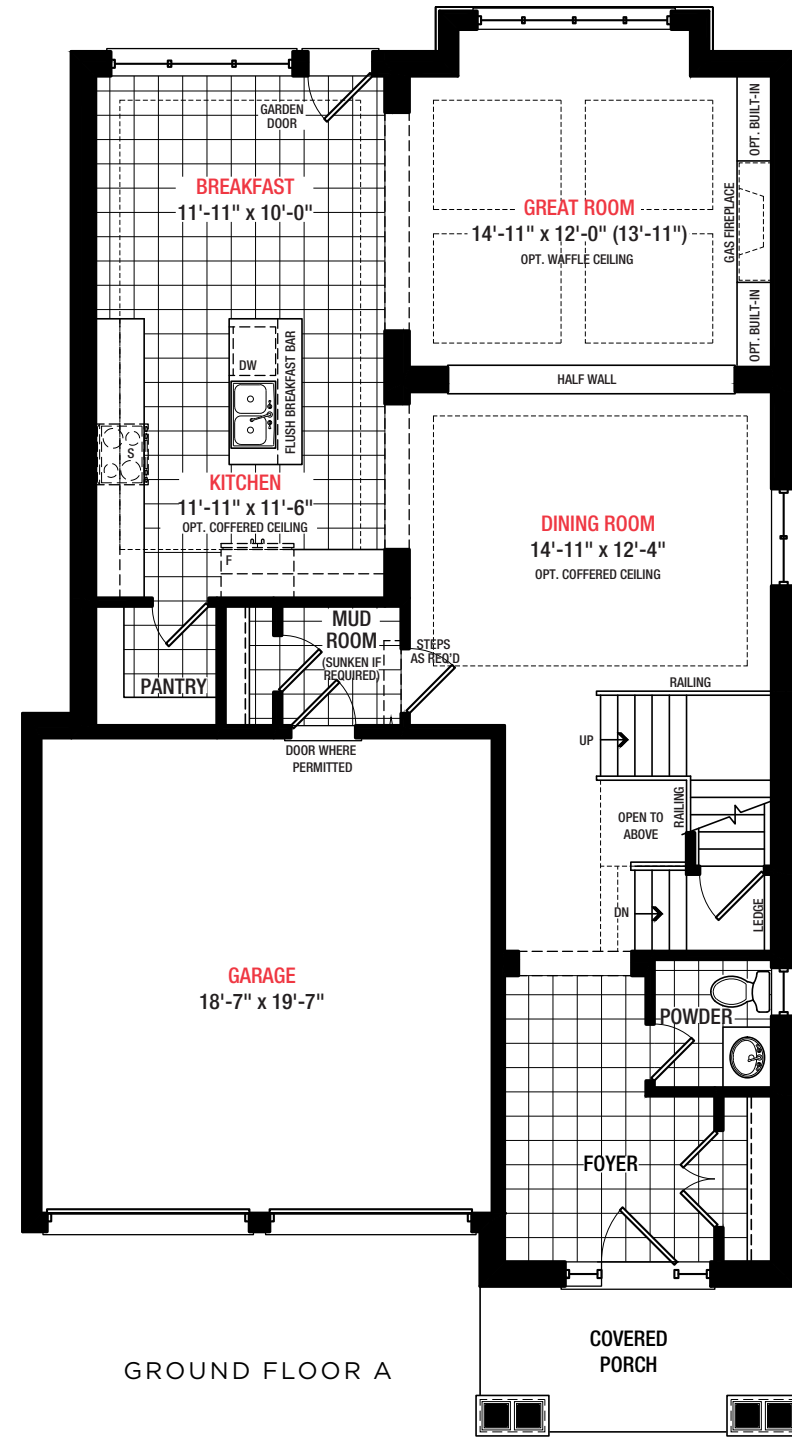 GARDEN
DOOR
BREAKFAST
11'-11" x 10'-0"
GREAT ROOM
14'-11" x 12'-0" (13'-11")
OPT. WAFFLE CEILING
OPT. BUILT-IN
GAS FIREPLACE
OPT. BUILT-IN
DW
FLUSH BREAKFAST BAR
HALF WALL
S
KITCHEN
11'-11" x 11'-6"
OPT. COFFERED CEILING
F
DINING ROOM
14'-11" x 12'-4"
OPT. COFFERED CEILING
MUD
ROOM
(SUNKEN IF
REQUIRED)
STEPS
AS REQ'D
PANTRY
RAILING
UP
DOOR WHERE
PERMITTED
OPEN TO
ABOVE
RAILING
DN
LEDGE
GARAGE
18'-7" x 19'-7"
POWDER
FOYER
COVERED
PORCH
GROUND FLOOR A